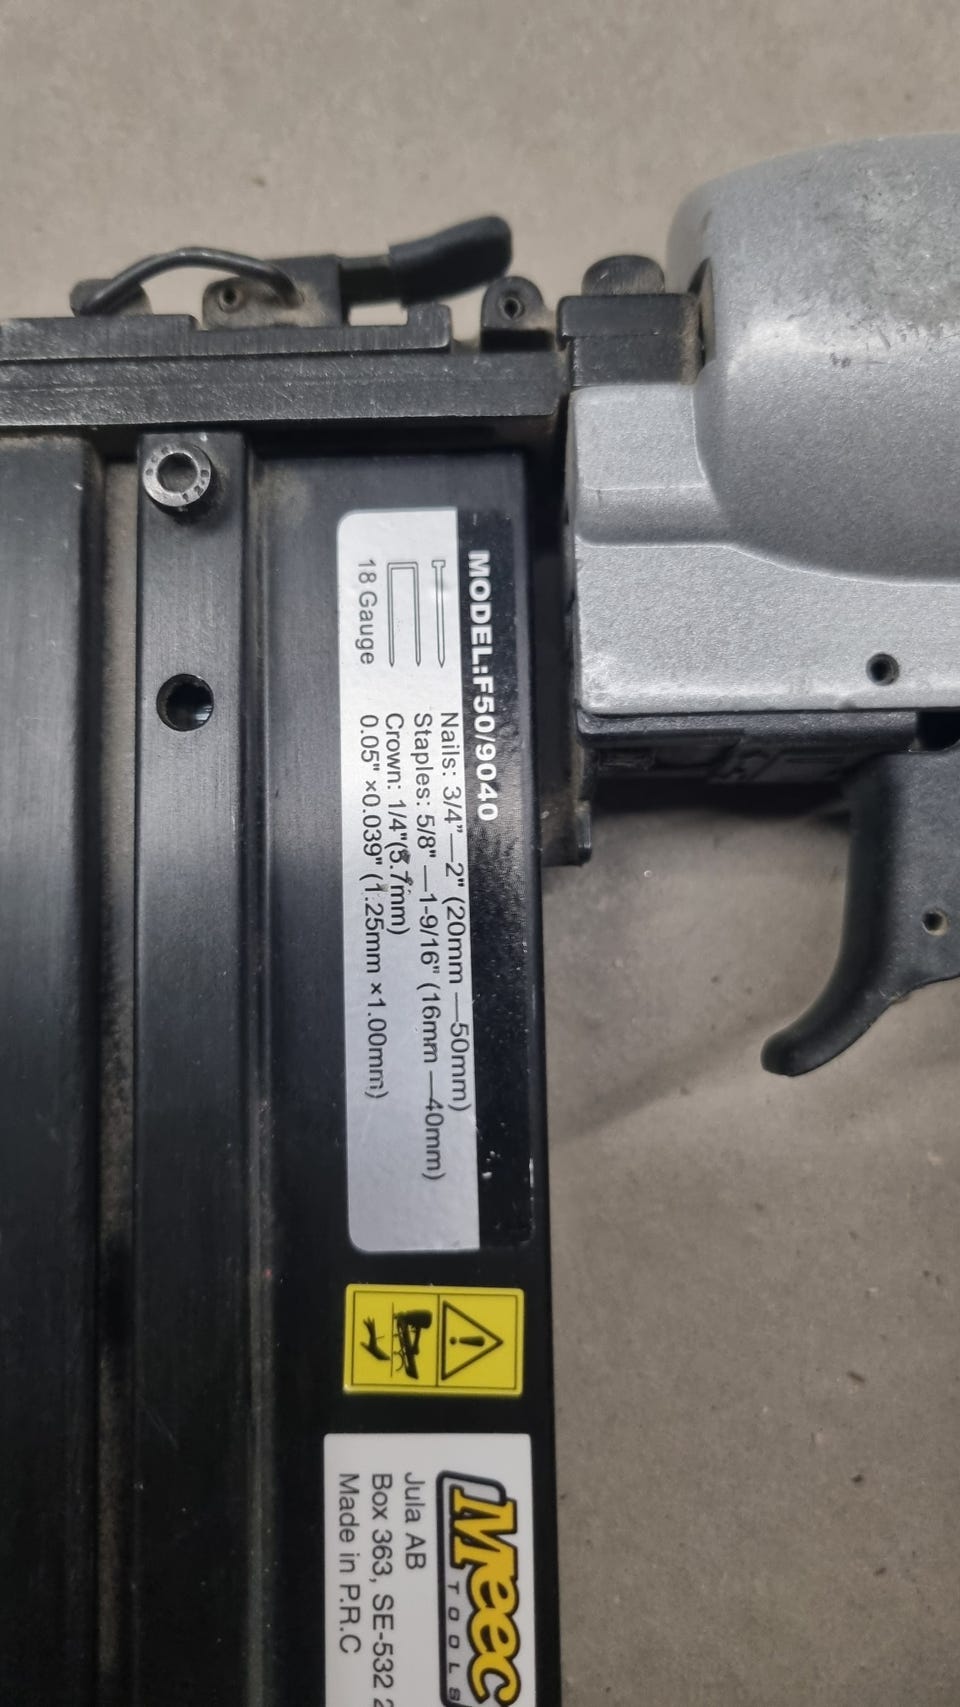 MODEL:F50/9040
Nails: 3/4"—2" (20mm —50mm)
Staples: 5/8" —1-9/16" (16mm —40mm)
Crown: 1/4"(5.7mm)
18 Gauge 0.05" ×0.039" (1.25mm ×1.00mm)
Meec
TOOLS
Jula AB
Box 363, SE-532 2
Made in P.R.C